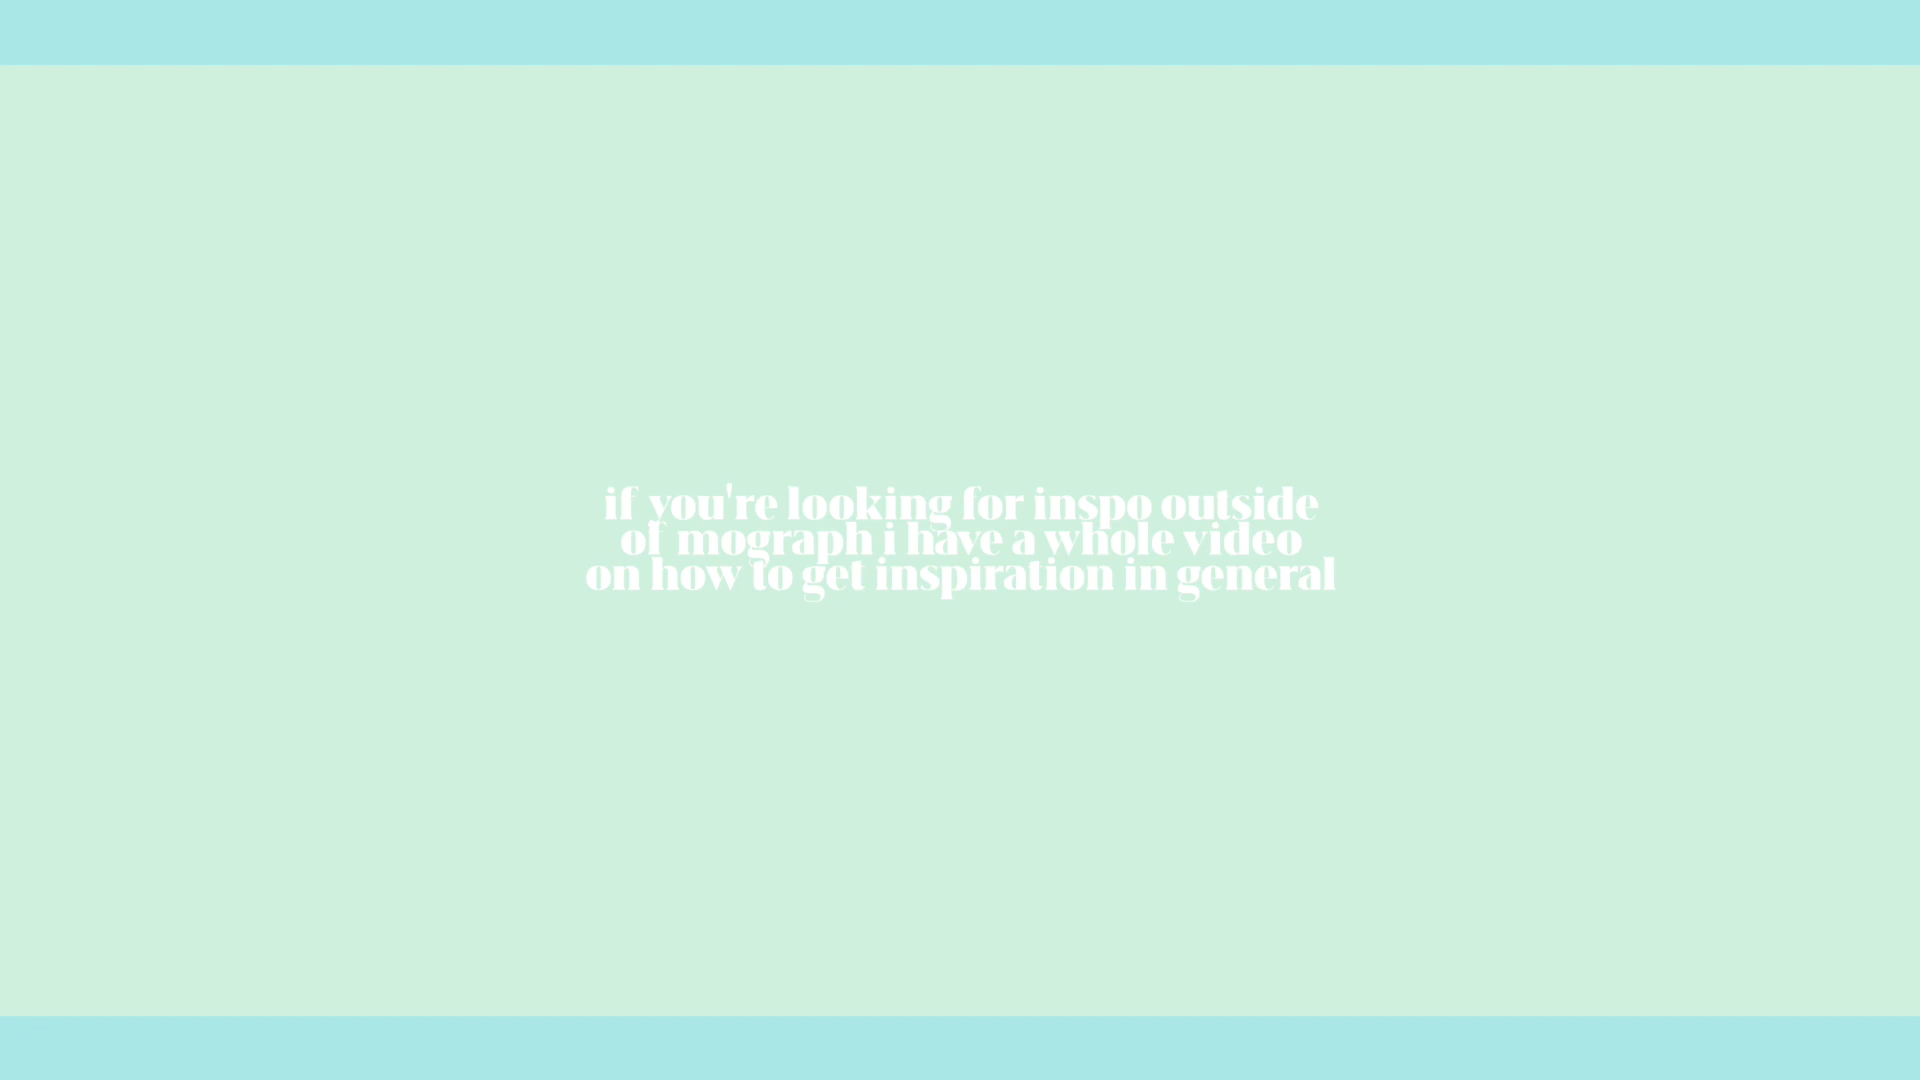 if you're looking for inspo outside
of mograph i have a whole video
on how to get inspiration in general